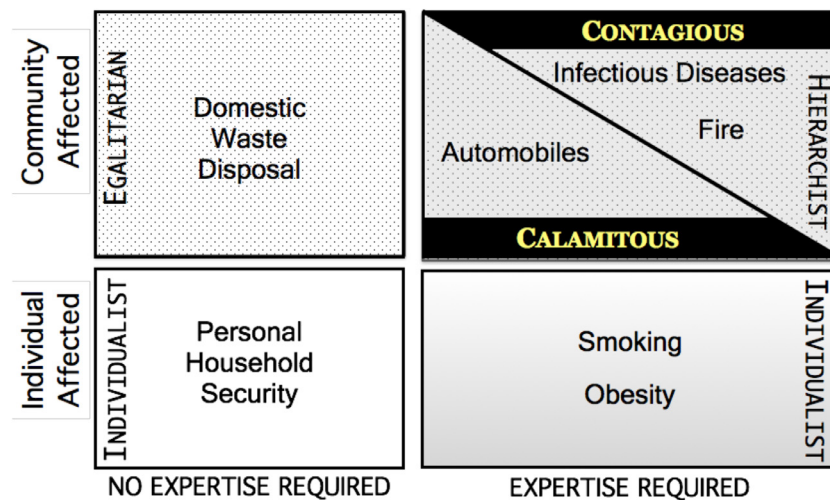 Community
Affected
EGALITARIAN
Domestic
Waste
Disposal
CONTAGIOUS
Infectious Diseases
Fire
Automobiles
HIERARCHIST
CALAMITOUS
Individual
Affected
INDIVIDUALIST
Personal
Household
Security
Smoking
Obesity
INDIVIDUALIST
NO EXPERTISE REQUIRED
EXPERTISE REQUIRED